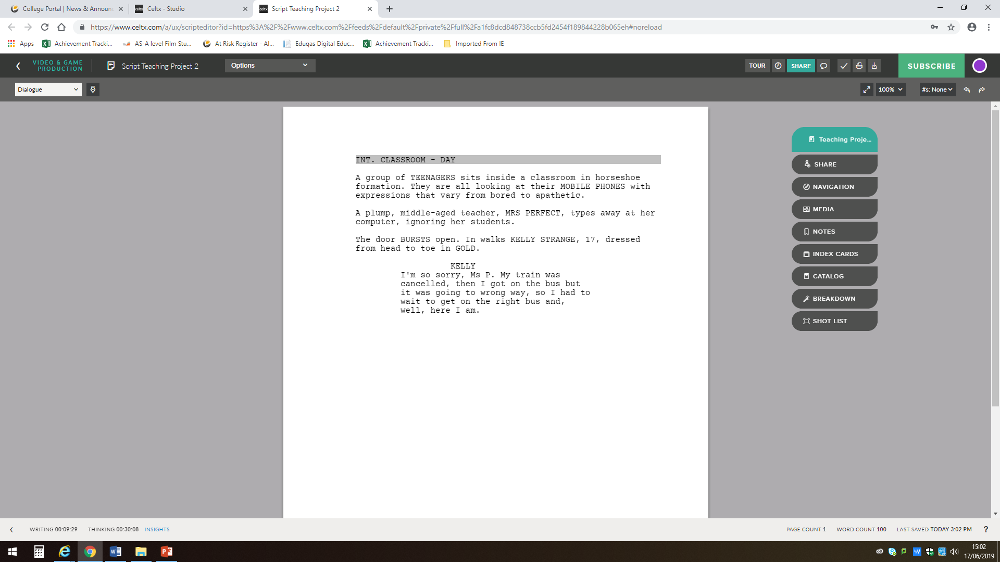 College Portal | News & Announc
Celtx - Studio
Script Teaching Project 2
https://www.celtx.com/a/ux/scripteditor?id=https%3A%2F%2Fwww.celtx.com%2Ffeeds%2Fdefault%2Fprivate%2Ffull%2Fa1fc8dcd848738ccb5fd2454f189844228b065eh#noreload
Apps
Achievement Tracki...
AS-A level Film Stu...
At Risk Register - Al...
Eduqas Digital Educ...
Achievement Tracki...
Imported From IE
VIDEO & GAME
PRODUCTION
Script Teaching Project 2
Options
TOUR
SHARE
SUBSCRIBE
Dialogue
100%
#s: None
INT. CLASSROOM - DAY
A group of TEENAGERS sits inside a classroom in horseshoe
formation. They are all looking at their MOBILE PHONES with
expressions that vary from bored to apathetic.
A plump, middle-aged teacher, MRS PERFECT, types away at her
computer, ignoring her students.
The door BURSTS open. In walks KELLY STRANGE, 17, dressed
from head to toe in GOLD.
KELLY
I'm so sorry, Ms P. My train was
cancelled, then I got on the bus but
it was going to wrong way, so I had to
wait to get on the right bus and,
well, here I am.
Teaching Proje...
SHARE
NAVIGATION
MEDIA
NOTES
INDEX CARDS
CATALOG
BREAKDOWN
SHOT LIST
WRITING 00:09:29
THINKING 00:30:08
INSIGHTS
PAGE COUNT 1
WORD COUNT 100
LAST SAVED TODAY 3:02 PM
?
15:02
17/06/2019